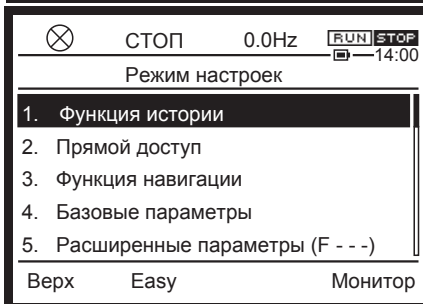 СТОП 0.0Hz RUN STOP
14:00
Режим настроек
1. Функция истории
2. Прямой доступ
3. Функция навигации
4. Базовые параметры
5. Расширенные параметры (F - - -)
Верх Easy Монитор